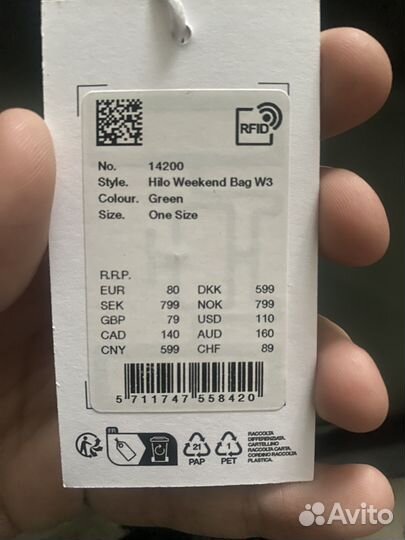 RFID
No. 14200
Style. Hilo Weekend Bag W3
Colour. Green
Size. One Size
R.R.P.
EUR 80 DKK 599
SEK 799 NOK 799
GBP 79 USD 110
CAD 140 AUD 160
CNY 599 CHF 89
5 711747 558420
FR
21
PAP
1
PET
RACCOLTA
DIFFERENZIATA.
CARTELLINO
RACCOLTA CARTA.
CORDINO RACCOLTA
PLASTICA.
Avito